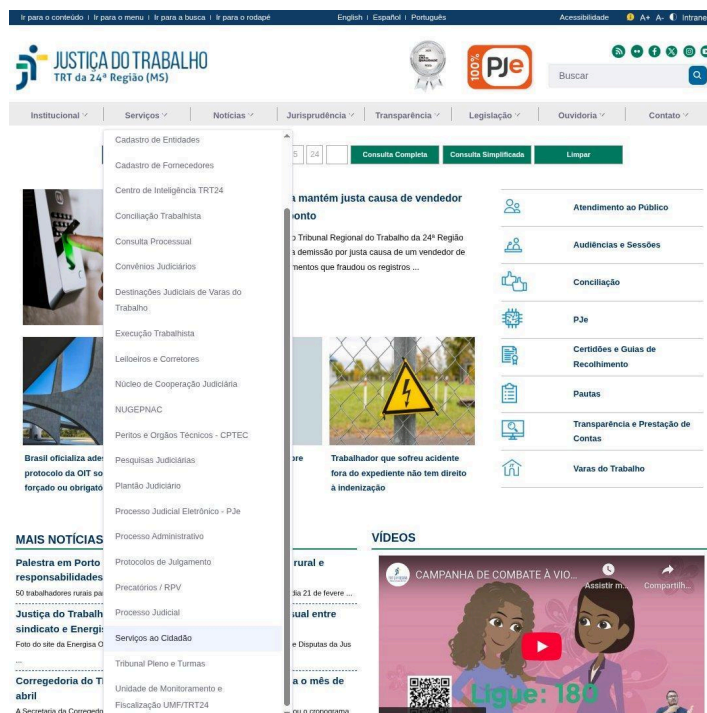 Ir para o conteúdo | Ir para o menu | Ir para a busca | Ir para o rodapé
English | Español | Português
Acessibilidade A+ A- Intrane
JUSTIÇA DO TRABALHO
TRT da 24ª Região (MS)
100% PJe
Buscar
Institucional Serviços Notícias Jurisprudência Transparência Legislação Ouvidoria Contato
5 24 Consulta Completa Consulta Simplificada Limpar
Cadastro de Entidades
Cadastro de Fornecedores
Centro de Inteligência TRT24
Conciliação Trabalhista
Consulta Processual
Convênios Judiciários
Destinações Judiciais de Varas do
Trabalho
Execução Trabalhista
Leiloeiros e Corretores
Núcleo de Cooperação Judiciária
NUGEPNAC
Peritos e Orgãos Técnicos - CPTEC
Pesquisas Judiciárias
Plantão Judiciário
Processo Judicial Eletrônico - PJe
Processo Administrativo
Protocolos de Julgamento
Precatórios / RPV
Processo Judicial
Serviços ao Cidadão
Tribunal Pleno e Turmas
Unidade de Monitoramento e
Fiscalização UMF/TRT24
a mantém justa causa de vendedor
onto
o Tribunal Regional do Trabalho da 24ª Região
a demissão por justa causa de um vendedor de
mentos que fraudou os registros ...
Atendimento ao Público
Audiências e Sessões
Conciliação
PJe
Certidões e Guias de
Recolhimento
Pautas
Transparência e Prestação de
Contas
Varas do Trabalho
Brasil oficializa ades
protocolo da OIT so
forçado ou obrigató
bre
Trabalhador que sofreu acidente
fora do expediente não tem direito
à indenização
MAIS NOTÍCIAS
Palestra em Porto rural e
responsabilidades
50 trabalhadores rurais pa dia 21 de fevere ...
Justiça do Trabalh sual entre
sindicato e Energis
Foto do site da Energisa O e Disputas da Jus
...
Corregedoria do T a o mês de
abril
A Secretaria da Corregedo ou o cronograma
VÍDEOS
CAMPANHA DE COMBATE À VIO...
Assistir m... Compartilh...
Ligue: 180